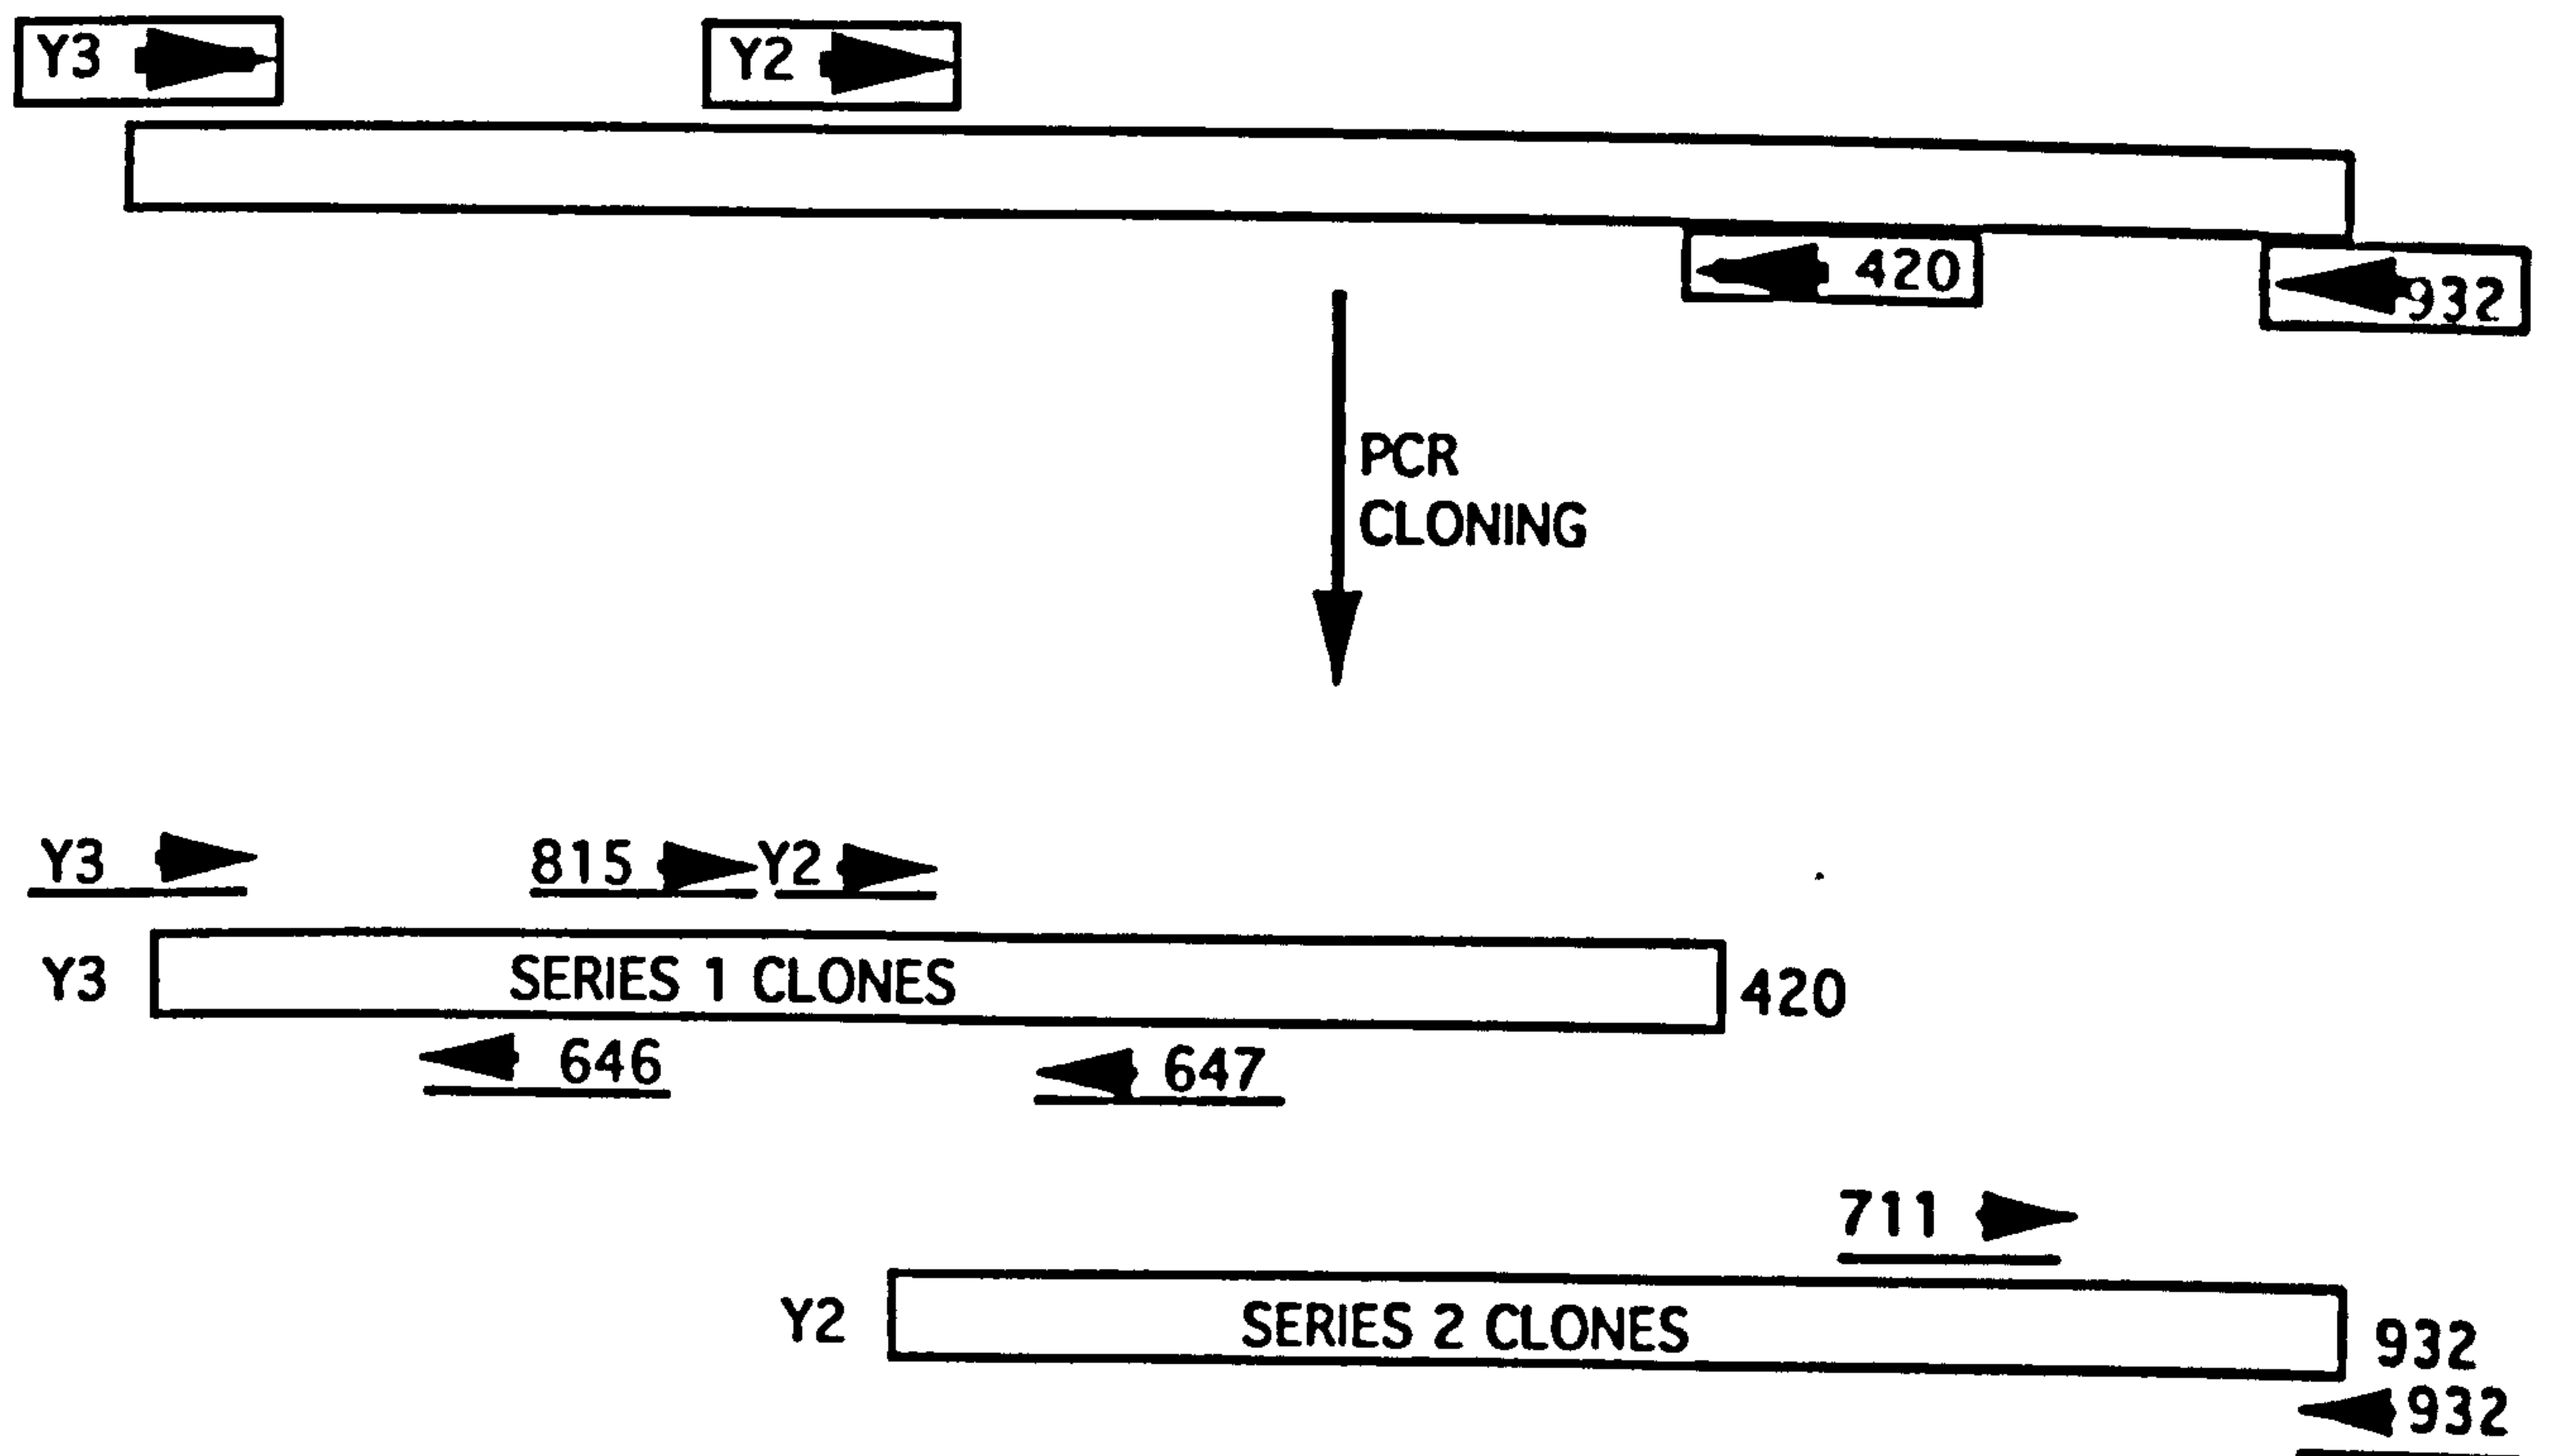 Y3
Y2
420
932
PCR
CLONING
Y3
815
Y2
Y3
SERIES 1 CLONES
420
646
647
711
Y2
SERIES 2 CLONES
932
932